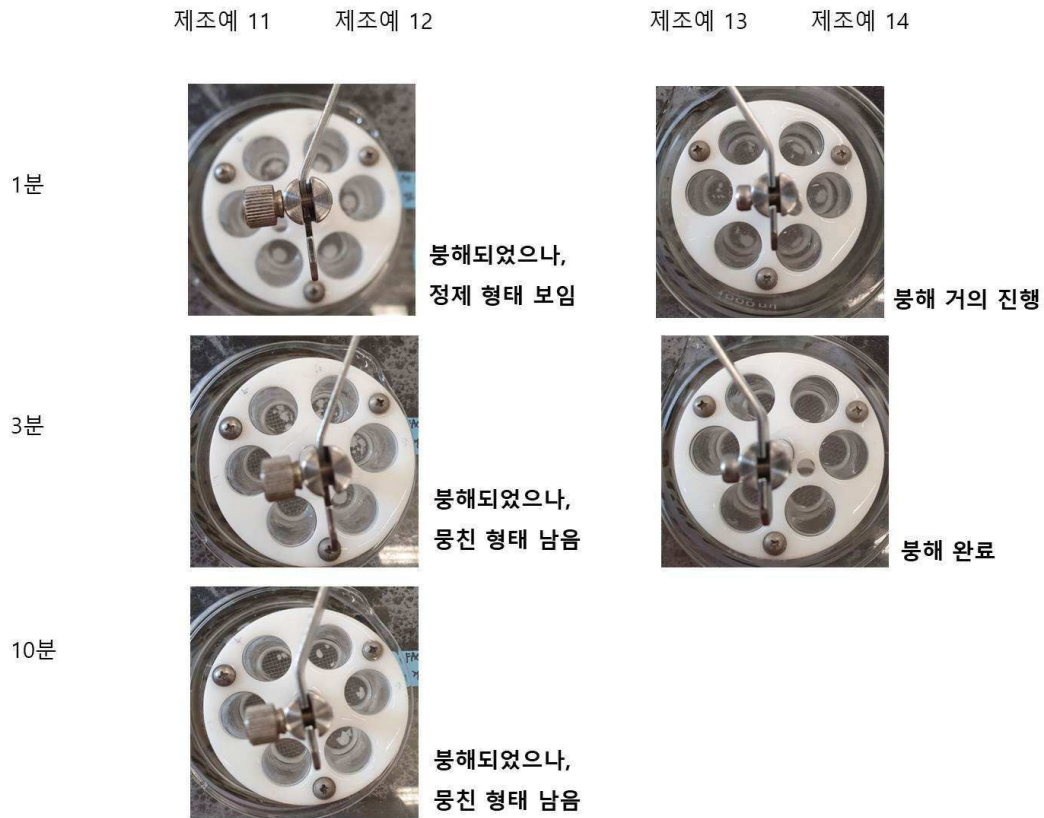 제조예 11 제조예 12 제조예 13 제조예 14
1분
붕해되었으나,
정제 형태 보임
붕해 거의 진행
3분
붕해되었으나,
뭉친 형태 남음
붕해 완료
10분
붕해되었으나,
뭉친 형태 남음